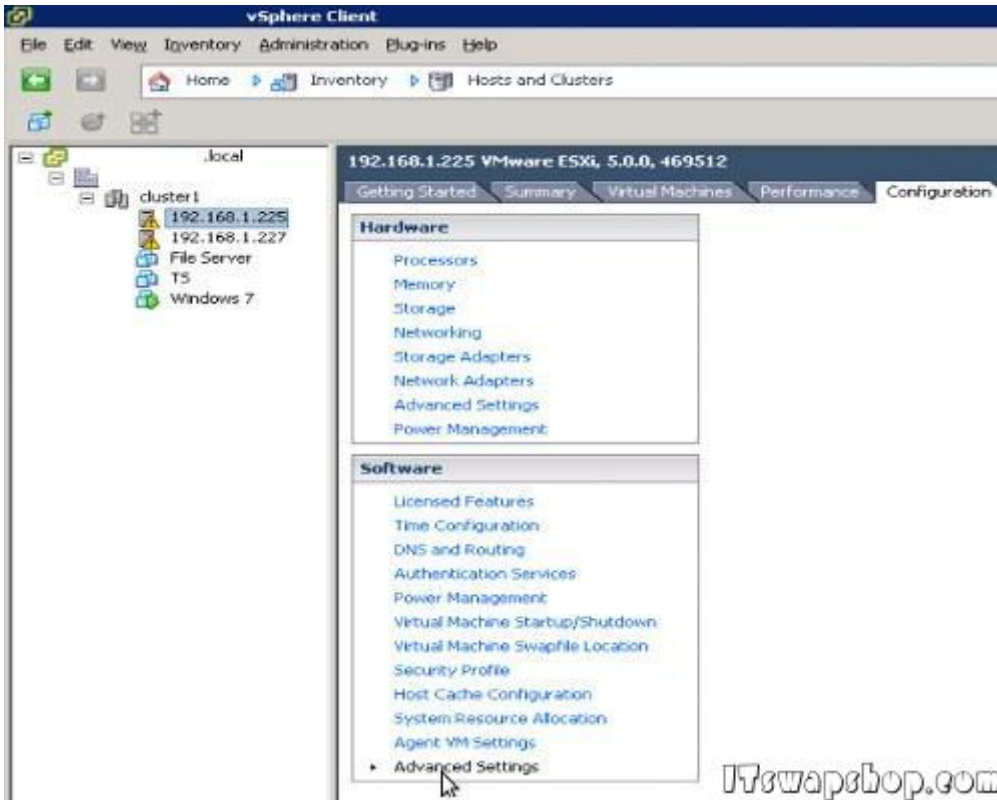 vSphere Client
File Edit View Inventory Administration Plug-ins Help
Home Inventory Hosts and Clusters
.local
cluster1
192.168.1.225
192.168.1.227
File Server
TS
Windows 7
192.168.1.225 VMware ESXi, 5.0.0, 469512
Getting Started Summary Virtual Machines Performance Configuration
Hardware
Processors
Memory
Storage
Networking
Storage Adapters
Network Adapters
Advanced Settings
Power Management
Software
Licensed Features
Time Configuration
DNS and Routing
Authentication Services
Power Management
Virtual Machine Startup/Shutdown
Virtual Machine Swapfile Location
Security Profile
Host Cache Configuration
System Resource Allocation
Agent VM Settings
Advanced Settings
ITswapshop.com